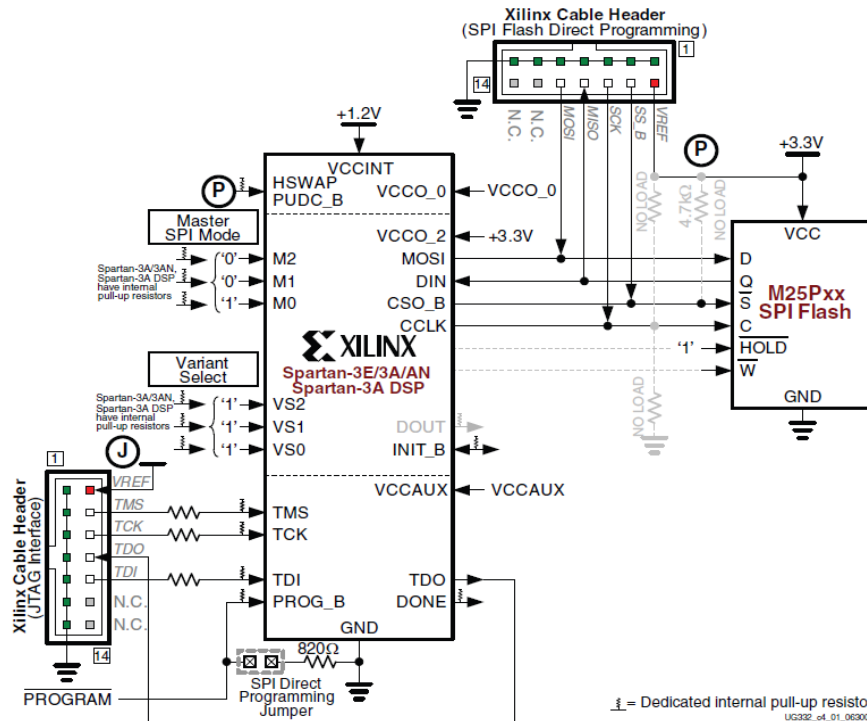 Xilinx Cable Header
(SPI Flash Direct Programming)
1
14
N.C.
N.C.
MOSI
MISO
SCK
SS_B
VREF
+1.2V
P
+3.3V
NO LOAD
4.7kΩ
NO LOAD
P
VCCINT
HSWAP
PUDC_B
VCCO_0
VCCO_0
Master
SPI Mode
VCCO_2
+3.3V
VCC
Spartan-3A/3AN,
Spartan-3A DSP
have internal
pull-up resistors
'0'
M2
MOSI
D
'0'
M1
DIN
Q
'1'
M0
CSO_B
S
CCLK
C
M25Pxx
SPI Flash
XILINX
Spartan-3E/3A/AN
Spartan-3A DSP
'1'
HOLD
W
GND
Variant
Select
Spartan-3A/3AN,
Spartan-3A DSP
have internal
pull-up resistors
'1'
VS2
'1'
VS1
DOUT
'1'
VS0
INIT_B
NO LOAD
J
1
VREF
VCCAUX
VCCAUX
Xilinx Cable Header
(JTAG Interface)
TMS
TMS
TCK
TCK
TDO
TDI
TDI
TDO
N.C.
PROG_B
DONE
N.C.
GND
14
820Ω
PROGRAM
SPI Direct
Programming
Jumper
= Dedicated internal pull-up resisto